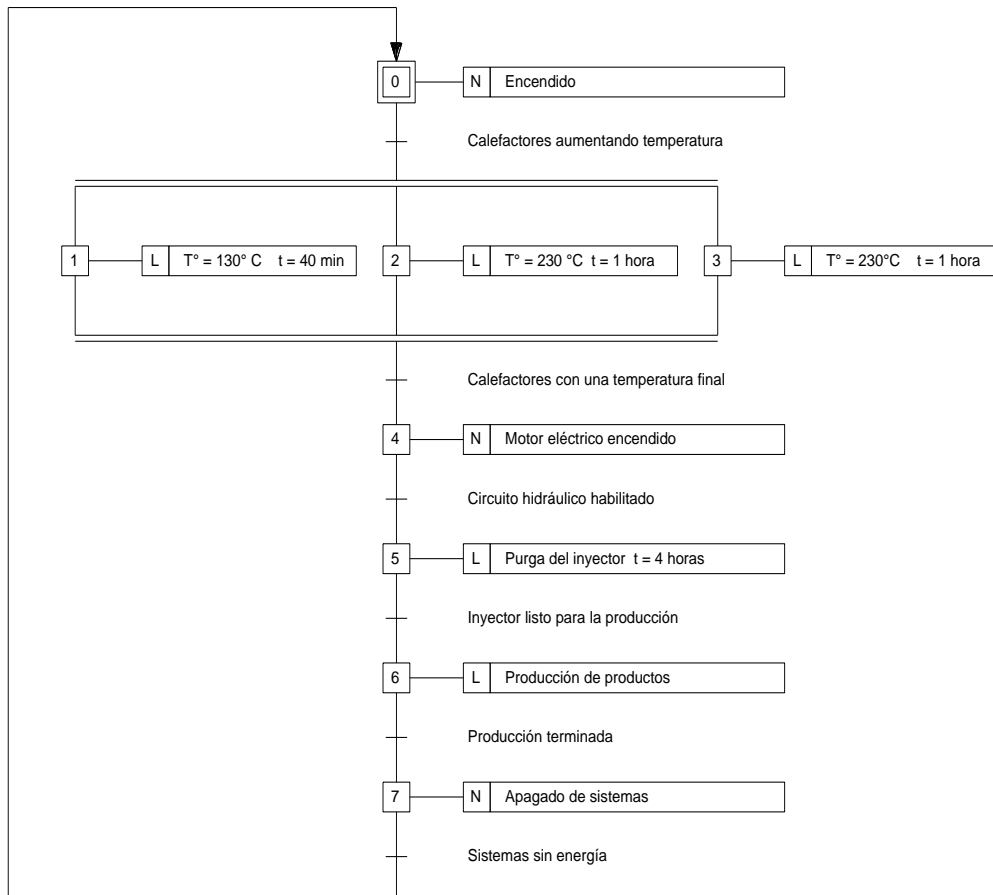 0 N Encendido
Calefactores aumentando temperatura
1 L T° = 130° C t = 40 min 2 L T° = 230 °C t = 1 hora 3 L T° = 230°C t = 1 hora
Calefactores con una temperatura final
4 N Motor eléctrico encendido
Circuito hidráulico habilitado
5 L Purga del inyector t = 4 horas
Inyector listo para la producción
6 L Producción de productos
Producción terminada
7 N Apagado de sistemas
Sistemas sin energía